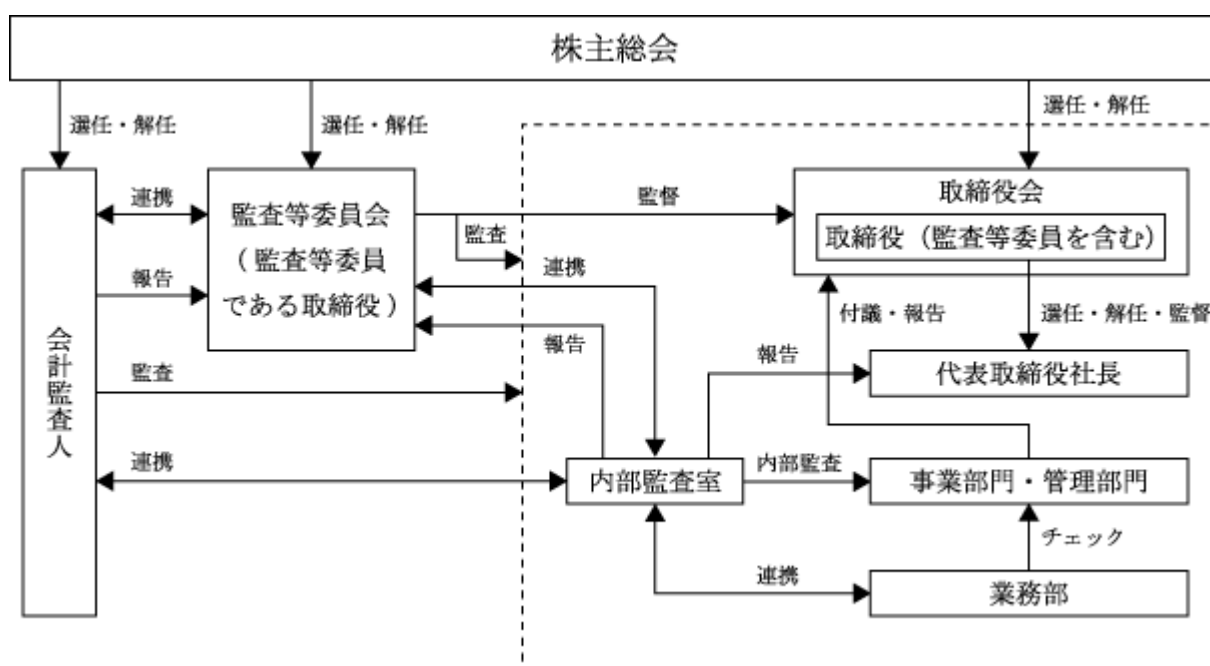 株主総会
選任・解任
選任・解任
選任・解任
連携
監査等委員会
(監査等委員
である取締役)
監督
監査
取締役会
取締役(監査等委員を含む)
報告
連携
付議・報告
選任・解任・監督
会計監査人
監査
報告
報告
代表取締役社長
連携
内部監査室
内部監査
事業部門・管理部門
チェック
連携
業務部